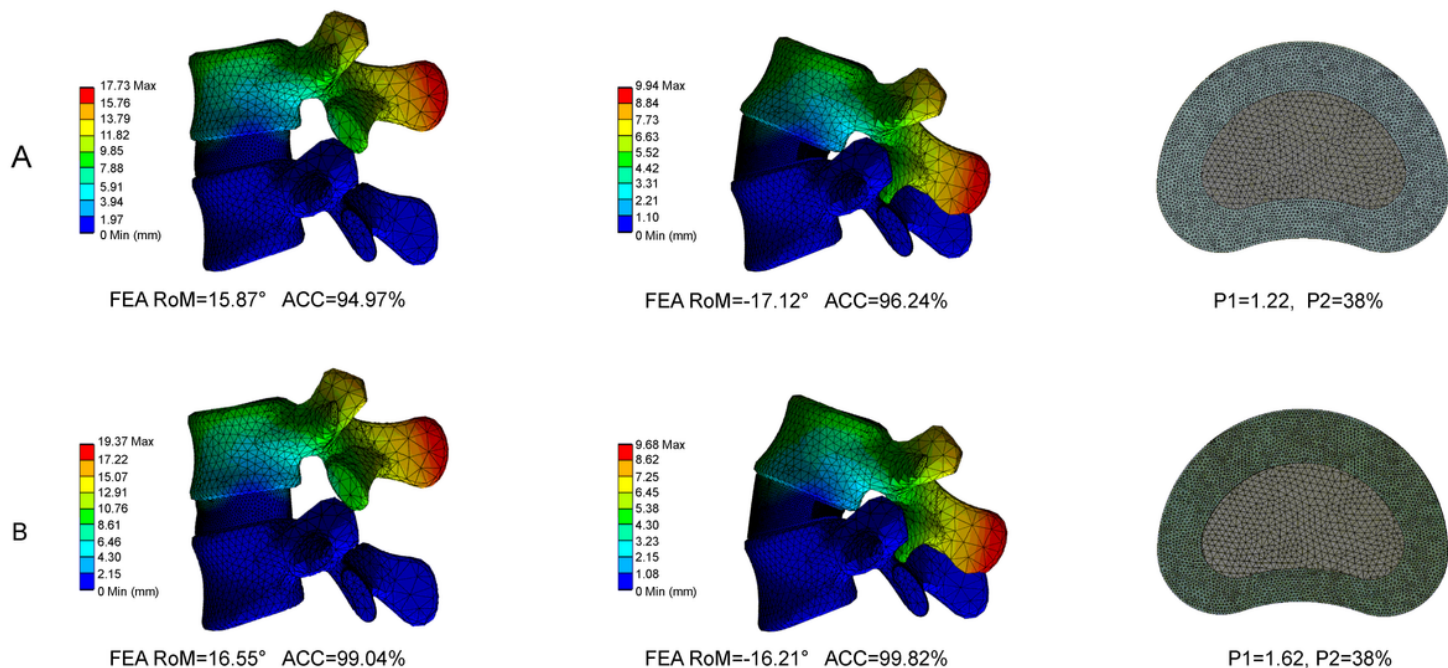 A
17.73 Max
15.76
13.79
11.82
9.85
7.88
5.91
3.94
1.97
0 Min (mm)
FEA RoM=15.87° ACC=94.97%
9.94 Max
8.84
7.73
6.63
5.52
4.42
3.31
2.21
1.10
0 Min (mm)
FEA RoM=-17.12° ACC=96.24%
P1=1.22, P2=38%
B
19.37 Max
17.22
15.07
12.91
10.76
8.61
6.46
4.30
2.15
0 Min (mm)
FEA RoM=16.55° ACC=99.04%
9.68 Max
8.62
7.25
6.45
5.38
4.30
3.23
2.15
1.08
0 Min (mm)
FEA RoM=-16.21° ACC=99.82%
P1=1.62, P2=38%